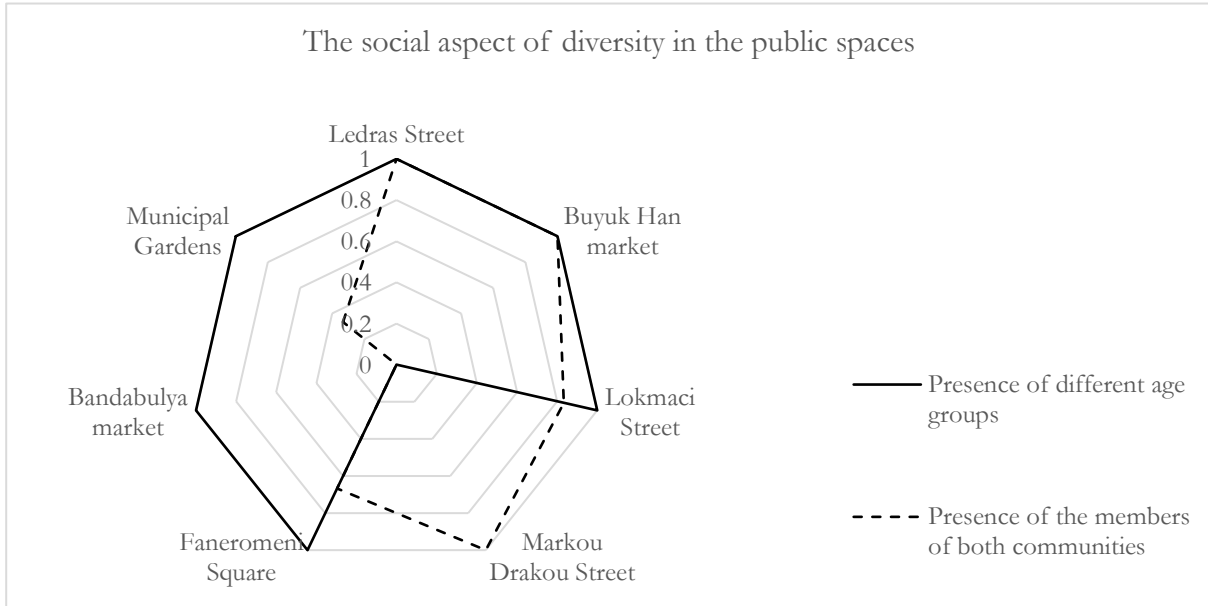 The social aspect of diversity in the public spaces
Ledras Street
1
0.8
0.6
0.4
0.2
0
Municipal
Gardens
Buyuk Han
market
Bandabulya
market
Lokmaci
Street
Faneromeni
Square
Markou
Drakou Street
Presence of different age
groups
Presence of the members
of both communities